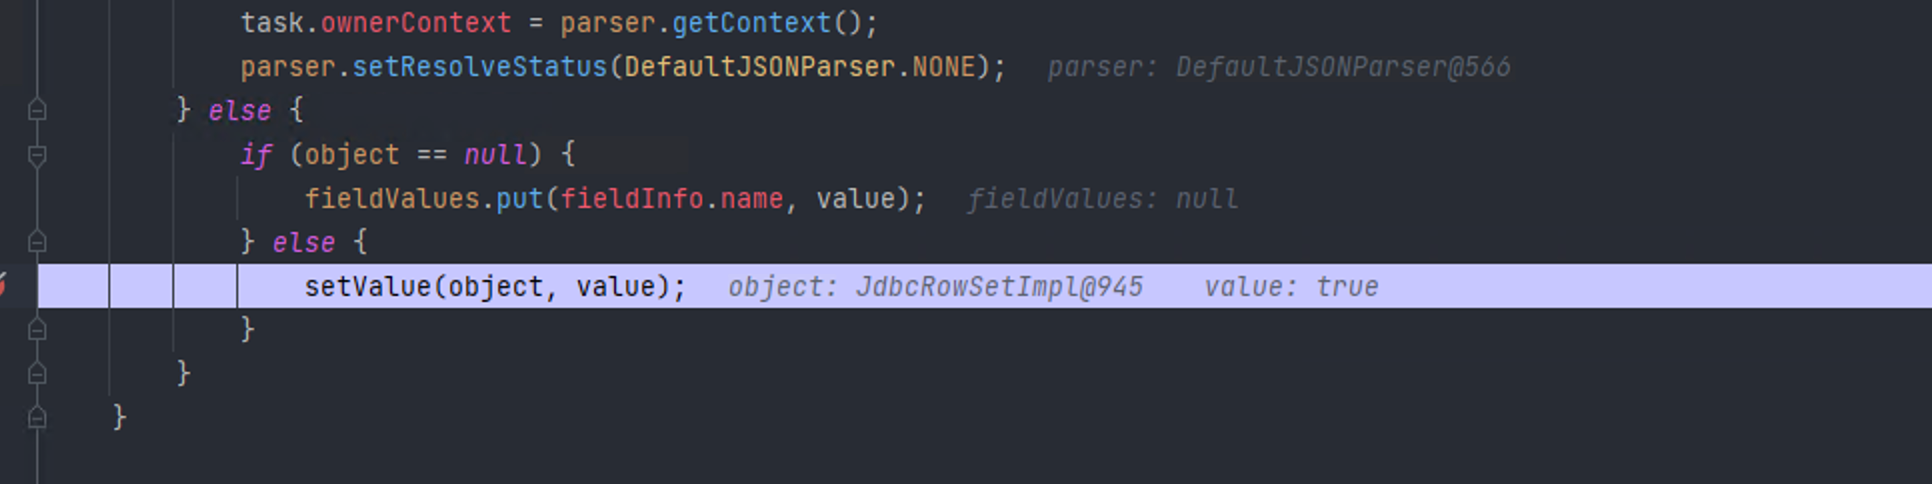 task.ownerContext = parser.getContext();
parser.setResolveStatus(DefaultJSONParser.NONE);   parser: DefaultJSONParser@566
} else {
if (object == null) {
fieldValues.put(fieldInfo.name, value);   fieldValues: null
} else {
setValue(object, value);   object: JdbcRowSetImpl@945   value: true
}
}
}